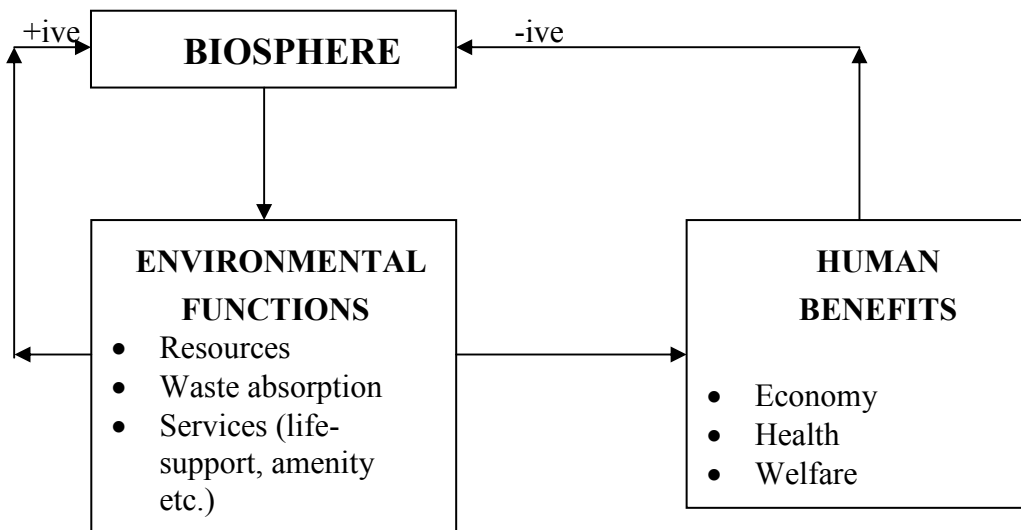 +ive
BIOSPHERE
-ive
ENVIRONMENTAL
FUNCTIONS
• Resources
• Waste absorption
• Services (life-
support, amenity
etc.)
HUMAN
BENEFITS
• Economy
• Health
• Welfare